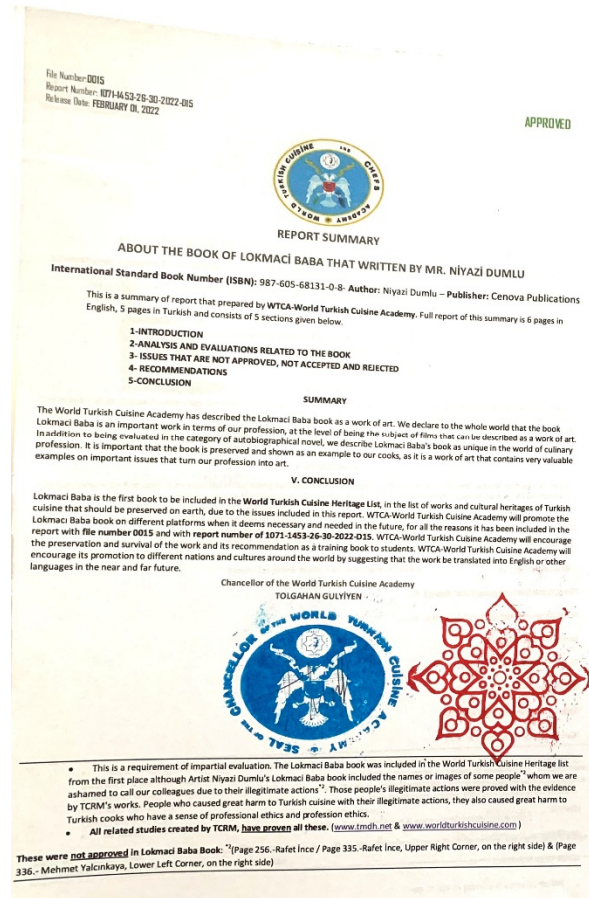 File Number:0015
Report Number: 1071-1453-26-30-2022-015
Release Date: FEBRUARY 01, 2022
APPROVED
WORLD TURKISH CUISINE AND CHEFS ACADEMY
REPORT SUMMARY
ABOUT THE BOOK OF LOKMACİ BABA THAT WRITTEN BY MR. NİYAZİ DUMLU
International Standard Book Number (ISBN): 987-605-68131-0-8- Author: Niyazi Dumlu – Publisher: Cenova Publications
This is a summary of report that prepared by WTCA-World Turkish Cuisine Academy. Full report of this summary is 6 pages in
English, 5 pages in Turkish and consists of 5 sections given below.
1-INTRODUCTION
2-ANALYSIS AND EVALUATIONS RELATED TO THE BOOK
3- ISSUES THAT ARE NOT APPROVED, NOT ACCEPTED AND REJECTED
4- RECOMMENDATIONS
5-CONCLUSION
SUMMARY
The World Turkish Cuisine Academy has described the Lokmaci Baba book as a work of art. We declare to the whole world that the book
Lokmaci Baba is an important work in terms of our profession, at the level of being the subject of films that can be described as a work of art.
In addition to being evaluated in the category of autobiographical novel, we describe Lokmaci Baba's book as unique in the world of culinary
profession. It is important that the book is preserved and shown as an example to our cooks, as it is a work of art that contains very valuable
examples on important issues that turn our profession into art.
V. CONCLUSION
Lokmaci Baba is the first book to be included in the World Turkish Cuisine Heritage List, in the list of works and cultural heritages of Turkish
cuisine that should be preserved on earth, due to the issues included in this report. WTCA-World Turkish Cuisine Academy will promote the
Lokmacı Baba book on different platforms when it deems necessary and needed in the future, for all the reasons it has been included in the
report with file number 0015 and with report number of 1071-1453-26-30-2022-D15. WTCA-World Turkish Cuisine Academy will encourage
the preservation and survival of the work and its recommendation as a training book to students. WTCA-World Turkish Cuisine Academy will
encourage its promotion to different nations and cultures around the world by suggesting that the work be translated into English or other
languages in the near and far future.
Chancellor of the World Turkish Cuisine Academy
TOLGAHAN GULYİYEN
SEAL OF THE CHANCELLOR OF THE WORLD TURKISH CUISINE ACADEMY
• This is a requirement of impartial evaluation. The Lokmaci Baba book was included in the World Turkish Cuisine Heritage list
from the first place although Artist Niyazi Dumlu's Lokmaci Baba book included the names or images of some people*² whom we are
ashamed to call our colleagues due to their illegitimate actions*². Those people's illegitimate actions were proved with the evidence
by TCRM's works. People who caused great harm to Turkish cuisine with their illegitimate actions, they also caused great harm to
Turkish cooks who have a sense of professional ethics and profession ethics.
• All related studies created by TCRM, have proven all these. (www.tmdh.net & www.worldturkishcuisine.com )
These were not approved in Lokmaci Baba Book: *²(Page 256.-Rafet İnce / Page 335.-Rafet İnce, Upper Right Corner, on the right side) & (Page
336.- Mehmet Yalcınkaya, Lower Left Corner, on the right side)